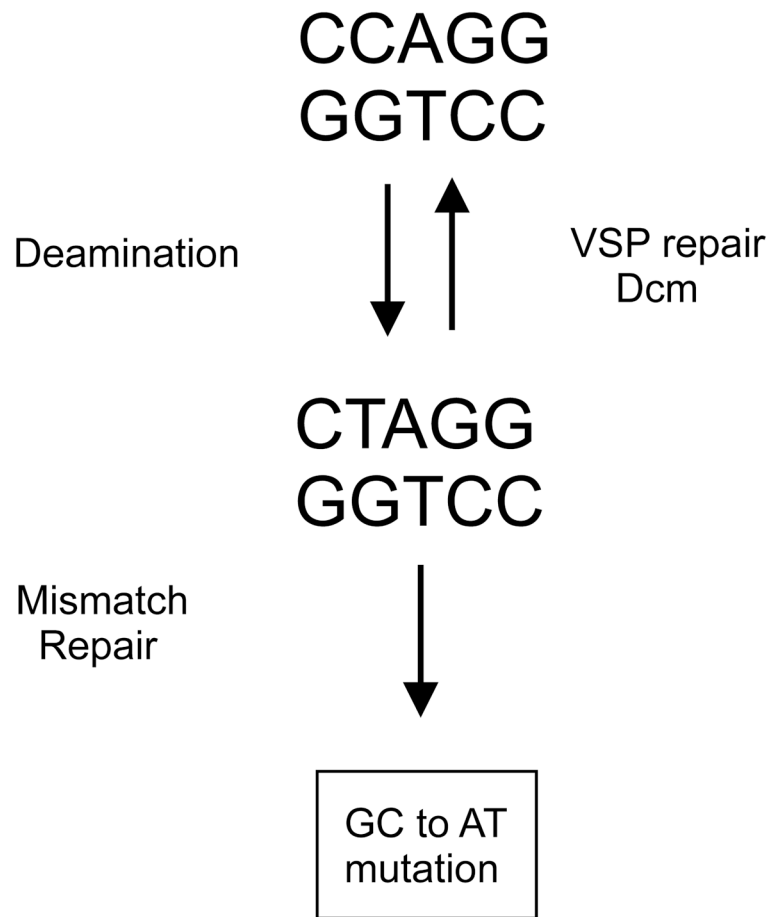 CCAGG
GGTCC
Deamination
VSP repair
Dcm
CTAGG
GGTCC
Mismatch
Repair
GC to AT
mutation